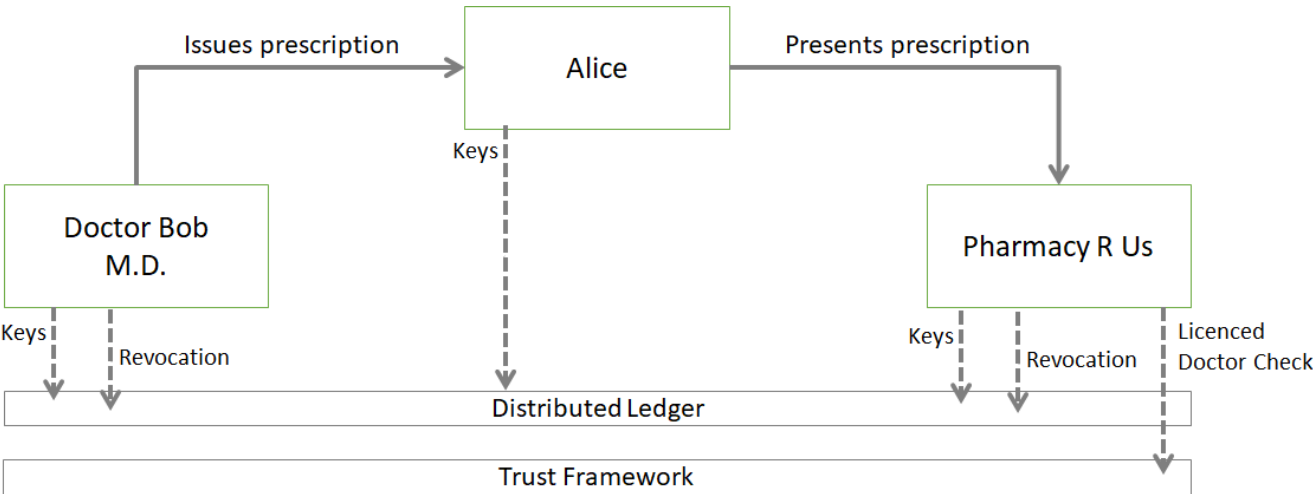 Issues prescription
Alice
Presents prescription
Keys
Doctor Bob
M.D.
Pharmacy R Us
Keys
Revocation
Keys
Revocation
Licenced
Doctor Check
Distributed Ledger
Trust Framework